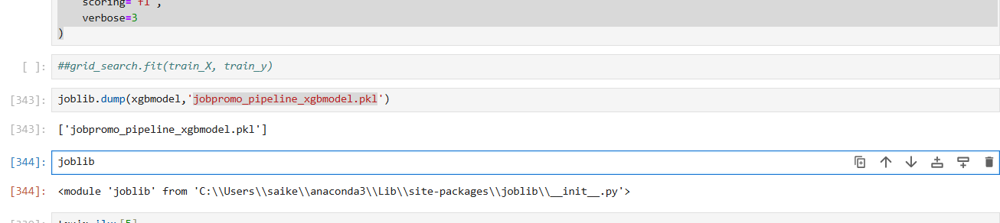 scoring='f1',
verbose=3
)
[ ]: ##grid_search.fit(train_X, train_y)
[343]: joblib.dump(xgbmodel,'jobpromo_pipeline_xgbmodel.pkl')
[343]: ['jobpromo_pipeline_xgbmodel.pkl']
[344]: joblib
[344]: <module 'joblib' from 'C:\\Users\\saike\\anaconda3\\Lib\\site-packages\\joblib\\__init__.py'>